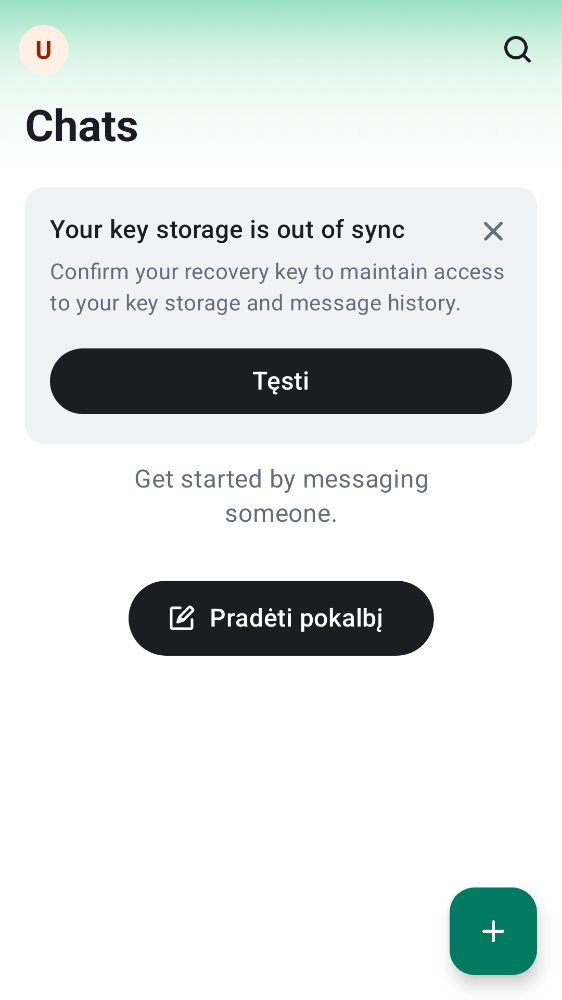 U
Chats
Your key storage is out of sync
Confirm your recovery key to maintain access
to your key storage and message history.
Tęsti
Get started by messaging
someone.
Pradėti pokalbį